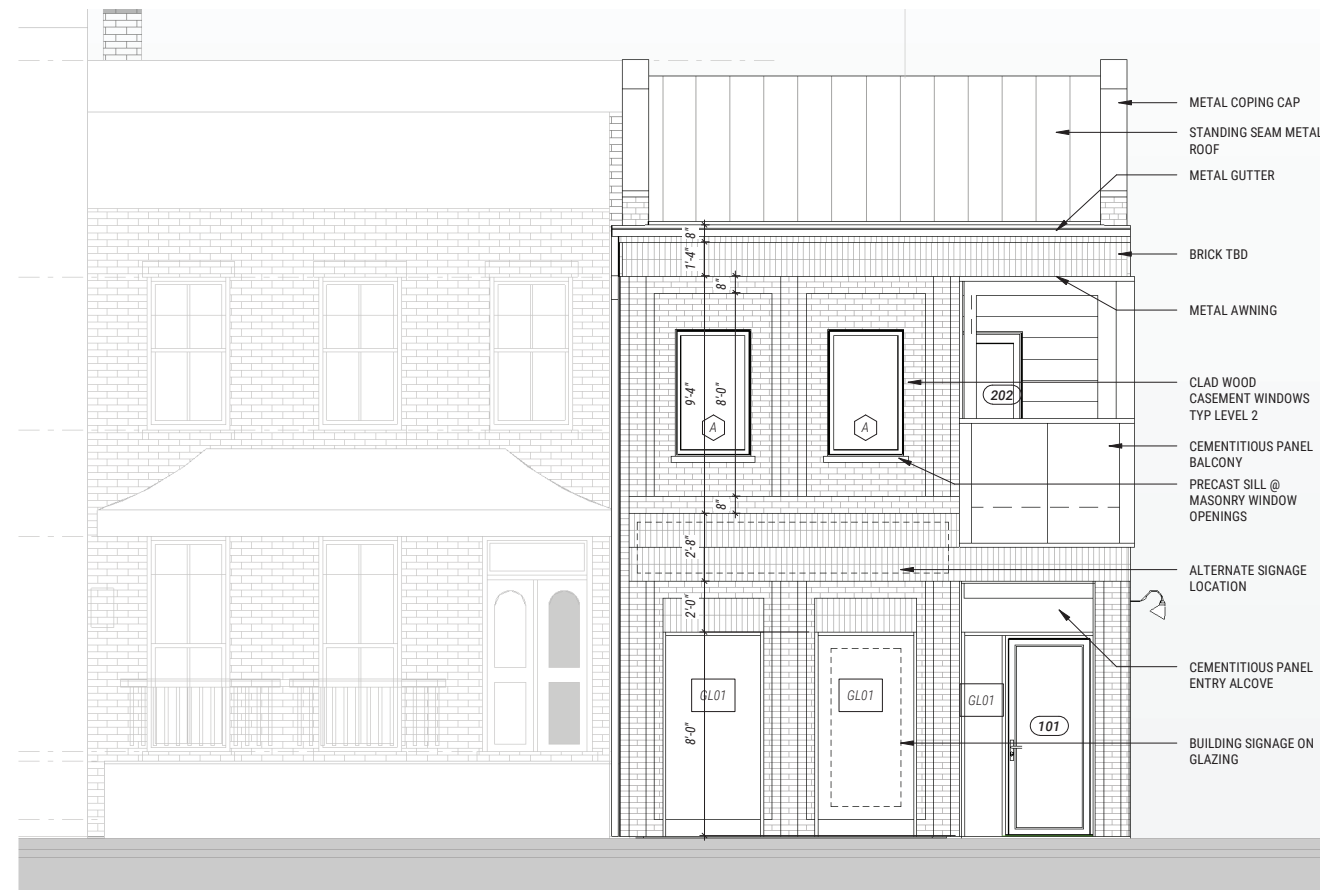 METAL COPING CAP
STANDING SEAM METAL
ROOF
METAL GUTTER
8"
1'-4"
BRICK TBD
8"
METAL AWNING
9'-4"
8'-0"
CLAD WOOD
CASEMENT WINDOWS
TYP LEVEL 2
202
A
A
CEMENTITIOUS PANEL
BALCONY
PRECAST SILL @
MASONRY WINDOW
OPENINGS
8"
2'-8"
ALTERNATE SIGNAGE
LOCATION
2'-0"
CEMENTITIOUS PANEL
ENTRY ALCOVE
GL01
GL01
GL01
101
8'-0"
BUILDING SIGNAGE ON
GLAZING